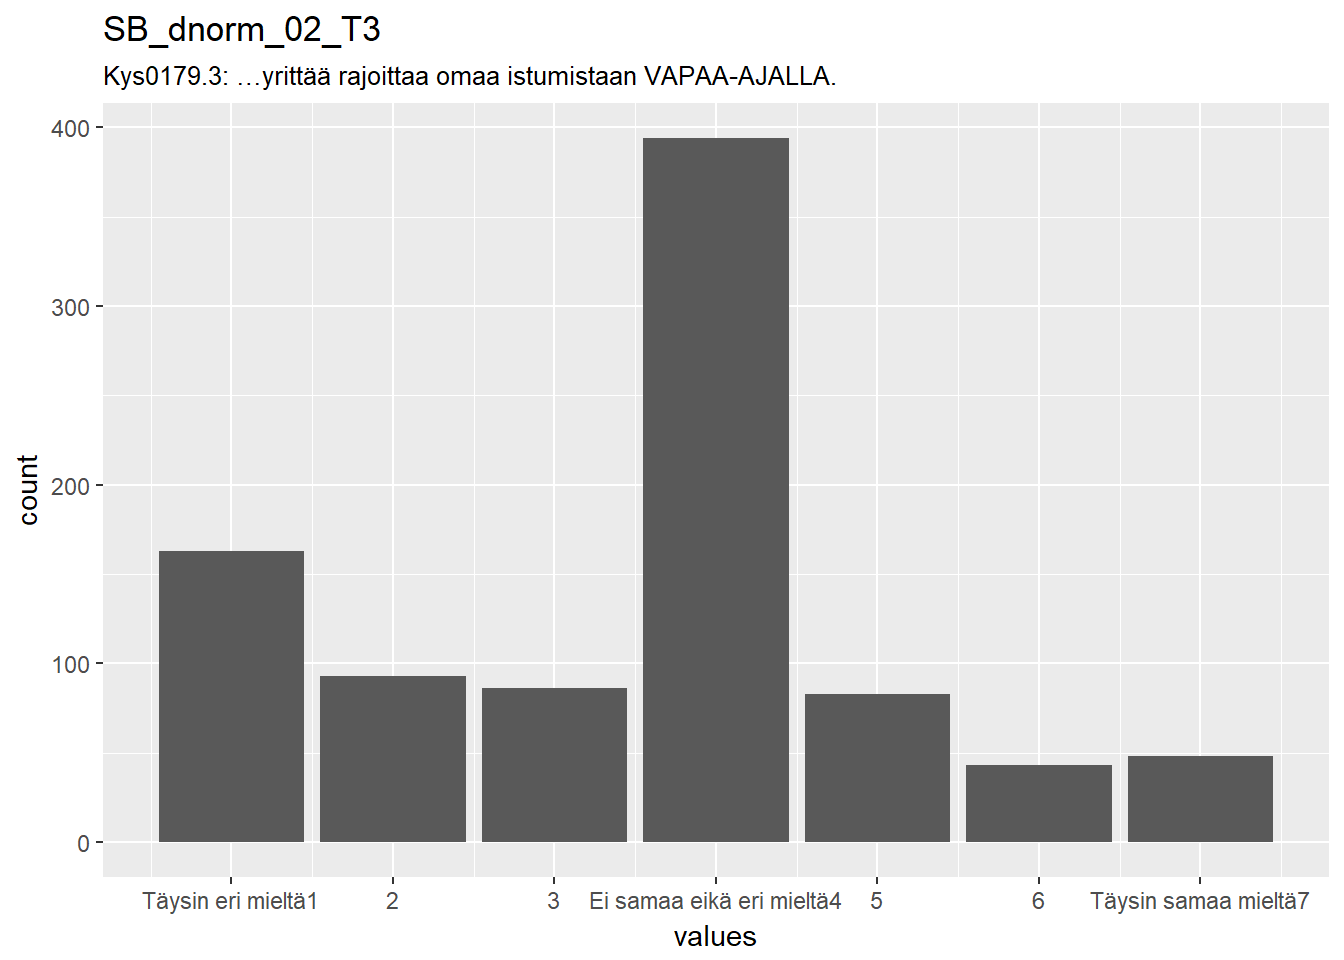 SB_dnorm_02_T3
Kys0179.3: …yrittää rajoittaa omaa istumistaan VAPAA-AJALLA.
400
300
200
100
0
count
Täysin eri mieltä1 2 3 Ei samaa eikä eri mieltä4 5 6 Täysin samaa mieltä7
values